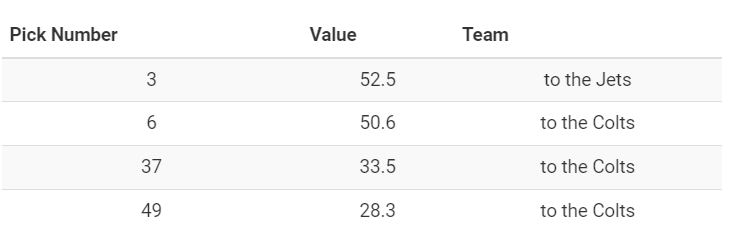 Pick Number Value Team
3 52.5 to the Jets
6 50.6 to the Colts
37 33.5 to the Colts
49 28.3 to the Colts